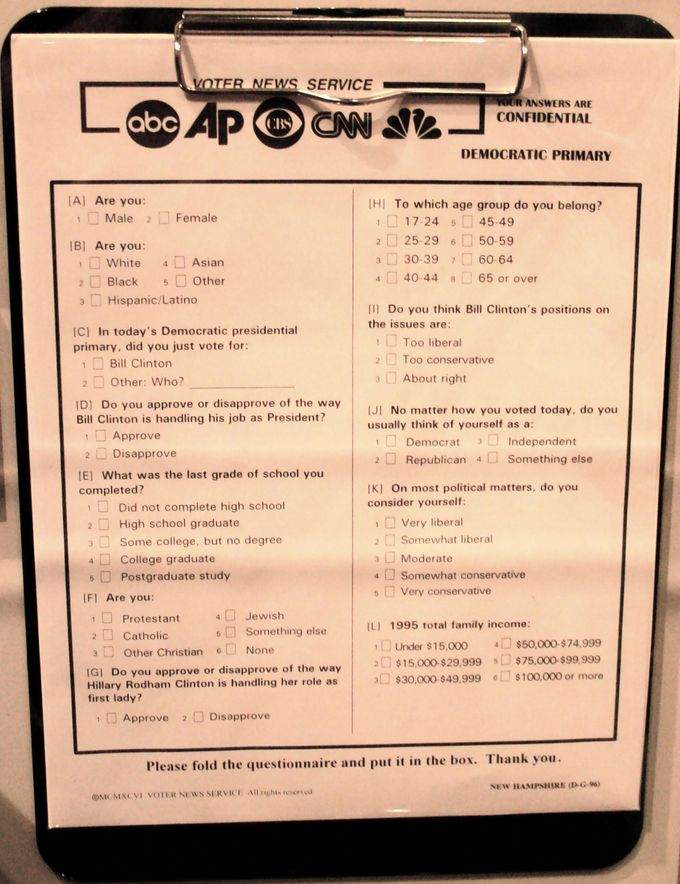 VOTER NEWS SERVICE
abc AP CBS CNN
YOUR ANSWERS ARE
CONFIDENTIAL
DEMOCRATIC PRIMARY
[A] Are you:
1 Male 2 Female
[B] Are you:
1 White 4 Asian
2 Black 5 Other
3 Hispanic/Latino
[C] In today's Democratic presidential
primary, did you just vote for:
1 Bill Clinton
2 Other: Who?
[D] Do you approve or disapprove of the way
Bill Clinton is handling his job as President?
1 Approve
2 Disapprove
[E] What was the last grade of school you
completed?
1 Did not complete high school
2 High school graduate
3 Some college, but no degree
4 College graduate
5 Postgraduate study
[F] Are you:
1 Protestant 4 Jewish
2 Catholic 5 Something else
3 Other Christian 6 None
[G] Do you approve or disapprove of the way
Hillary Rodham Clinton is handling her role as
first lady?
1 Approve 2 Disapprove
[H] To which age group do you belong?
1 17-24 5 45-49
2 25-29 6 50-59
3 30-39 7 60-64
4 40-44 8 65 or over
[I] Do you think Bill Clinton's positions on
the issues are:
1 Too liberal
2 Too conservative
3 About right
[J] No matter how you voted today, do you
usually think of yourself as a:
1 Democrat 3 Independent
2 Republican 4 Something else
[K] On most political matters, do you
consider yourself:
1 Very liberal
2 Somewhat liberal
3 Moderate
4 Somewhat conservative
5 Very conservative
[L] 1995 total family income:
1 Under $15,000 4 $50,000-$74,999
2 $15,000-$29,999 5 $75,000-$99,999
3 $30,000-$49,999 6 $100,000 or more
Please fold the questionnaire and put it in the box. Thank you.
©MCMXCVI VOTER NEWS SERVICE All rights reserved
NEW HAMPSHIRE (D-G-96)